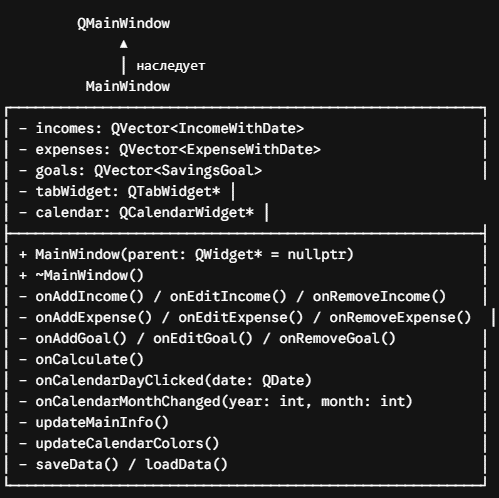 QMainWindow
▲
│ наследует
MainWindow
- incomes: QVector<IncomeWithDate> │
- expenses: QVector<ExpenseWithDate> │
- goals: QVector<SavingsGoal> │
- tabWidget: QTabWidget* │
- calendar: QCalendarWidget* │
+ MainWindow(parent: QWidget* = nullptr) │
+ ~MainWindow() │
- onAddIncome() / onEditIncome() / onRemoveIncome() │
- onAddExpense() / onEditExpense() / onRemoveExpense() │
- onAddGoal() / onEditGoal() / onRemoveGoal() │
- onCalculate() │
- onCalendarDayClicked(date: QDate) │
- onCalendarMonthChanged(year: int, month: int) │
- updateMainInfo() │
- updateCalendarColors() │
- saveData() / loadData() │